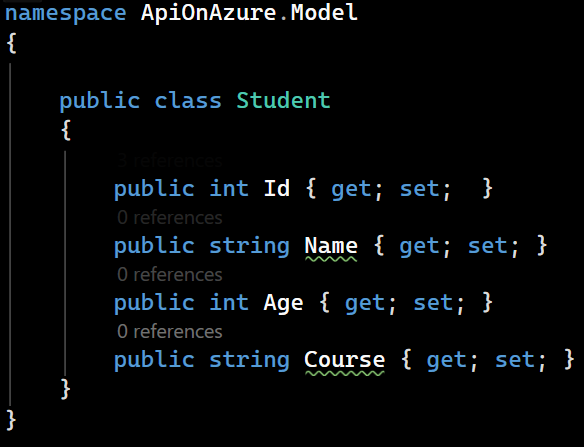 namespace ApiOnAzure.Model
{
public class Student
{
3 references
public int Id { get; set;  }
0 references
public string Name { get; set; }
0 references
public int Age { get; set; }
0 references
public string Course { get; set; }
}
}